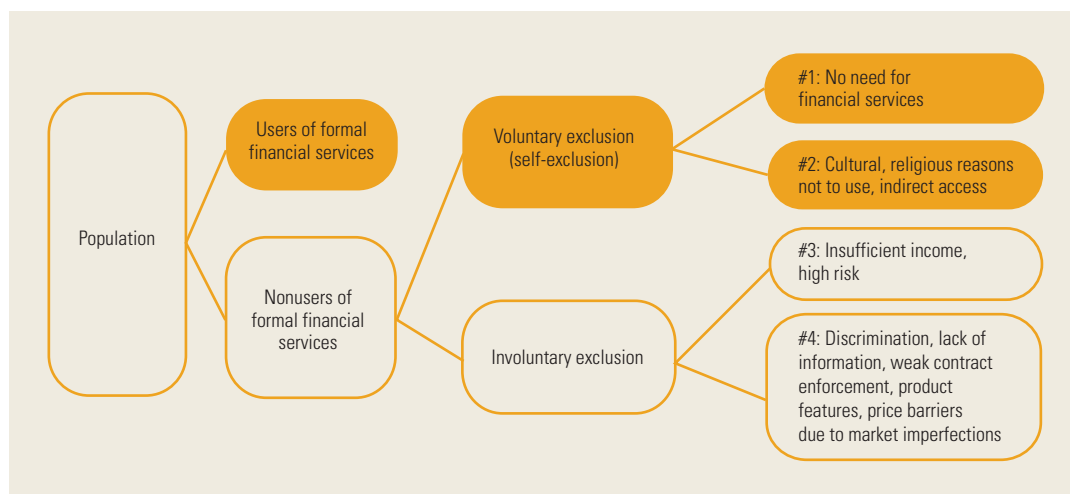 Population
Users of formal
financial services
Nonusers of
formal financial
services
Voluntary exclusion
(self-exclusion)
Involuntary exclusion
#1: No need for
financial services
#2: Cultural, religious reasons
not to use, indirect access
#3: Insufficient income,
high risk
#4: Discrimination, lack of
information, weak contract
enforcement, product
features, price barriers
due to market imperfections